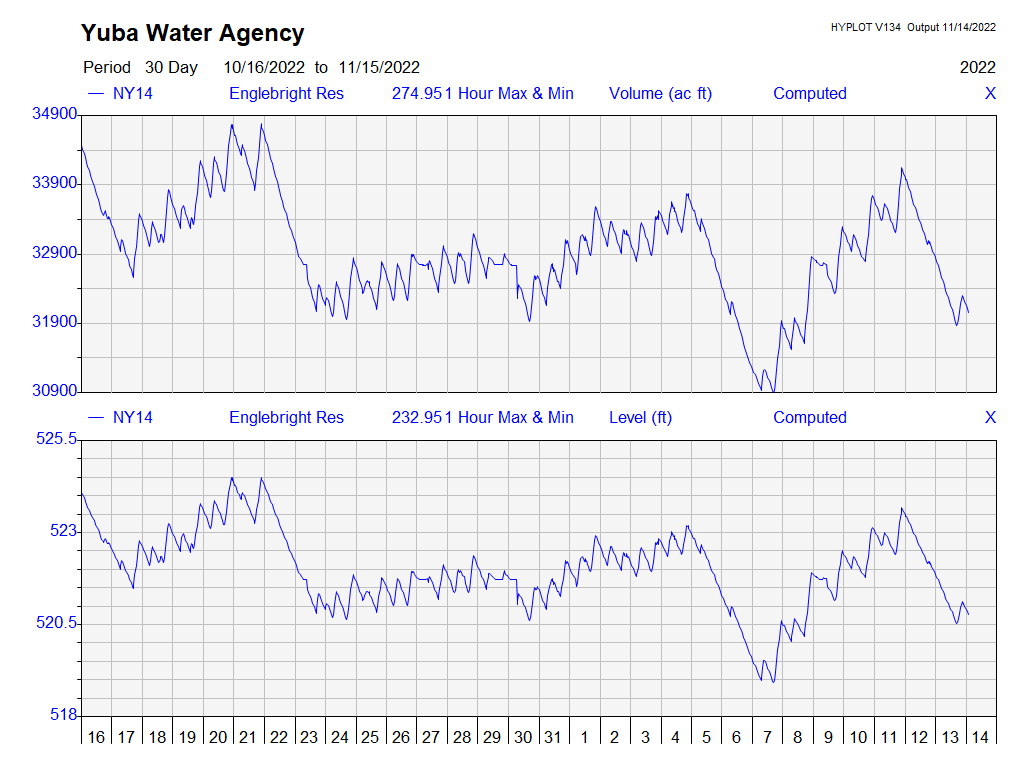 Yuba Water Agency
HYPLOT V134 Output 11/14/2022
Period 30 Day 10/16/2022 to 11/15/2022 2022
NY14 Englebright Res 274.951 Hour Max & Min Volume (ac ft) Computed X
34900
33900
32900
31900
30900
NY14 Englebright Res 232.951 Hour Max & Min Level (ft) Computed X
525.5
523
520.5
518
16 17 18 19 20 21 22 23 24 25 26 27 28 29 30 31 1 2 3 4 5 6 7 8 9 10 11 12 13 14